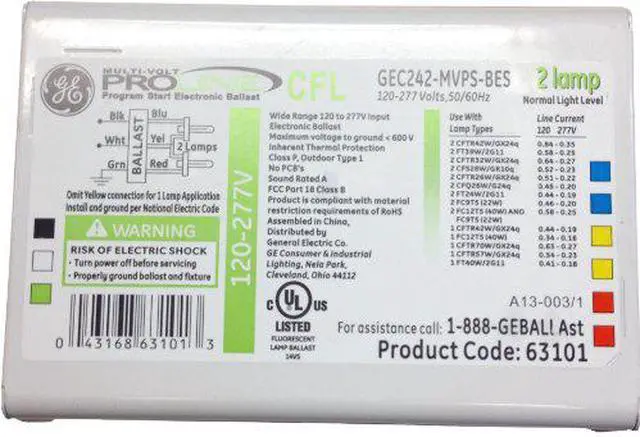 GE
MULTI-VOLT
PROLINE
Program Start Electronic Ballast
CFL
GEC242-MVPS-BES
120-277 Volts, 50/60Hz
2 lamp
Normal Light Level
Blk
Wht
Grn
BALLAST
Blu
Yel
Red
2 Lamps
Omit Yellow connection for 1 Lamp Application
Install and ground per National Electric Code
WARNING
RISK OF ELECTRIC SHOCK
• Turn power off before servicing
• Properly ground ballast and fixture
0 43168 63101 3
120-277V
Wide Range 120 to 277V Input
Electronic Ballast
Maximum voltage to ground < 600 V
Inherent Thermal Protection
Class P, Outdoor Type 1
No PCB's
Sound Rated A
FCC Part 18 Class B
Product is compliant with material
restriction requirements of RoHS
Assembled in China,
Distributed by
General Electric Co.
GE Consumer & Industrial
Lighting, Nela Park,
Cleveland, Ohio 44112
Use With
Lamp Types
Line Current
120 277V
2 CFTR42W/GX24q
2 FT39W/2G11 0.58 - 0.25
2 CFTR32W/GX24q 0.64 - 0.27
2 CFS28W/GR10q 0.52 - 0.23
2 CFTR26W/GX24q 0.51 - 0.22
2 CFQ26W/G24q 0.46 - 0.20
2 FT24W/2G11 0.44 - 0.19
2 FC9T5 (22W) 0.46 - 0.20
2 FC12T5 (40W) AND 0.58 - 0.25
FC9T5 (22W)
1 CFTR42W/GX24q 0.44 - 0.19
1 FC12T5 (40W) 0.34 - 0.16
1 CFTR70W/GX24q 0.63 - 0.27
1 CFTR57W/GX24q 0.54 - 0.23
1 FT40W/2G11 0.41 - 0.18
c UL US
LISTED
FLUORESCENT
LAMP BALLAST
14VS
A13-003/1
For assistance call: 1-888-GEBALl Ast
Product Code: 63101